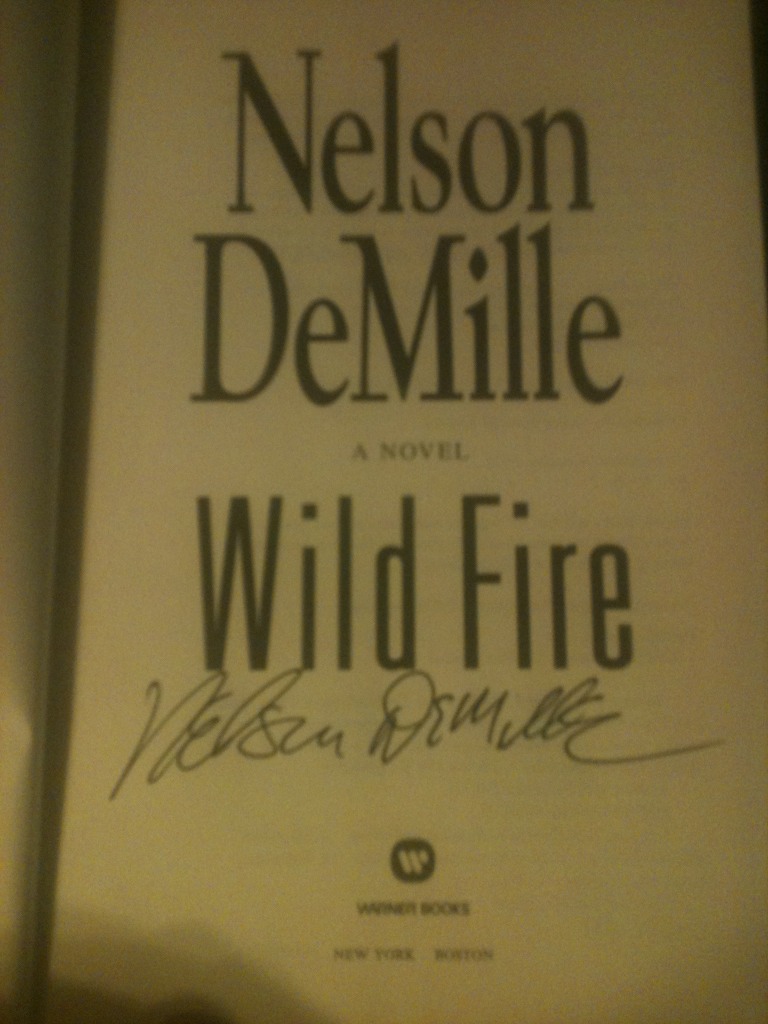 Nelson
DeMille
A NOVEL
Wild Fire
Nelson DeMille
W
WARNER BOOKS
NEW YORK BOSTON